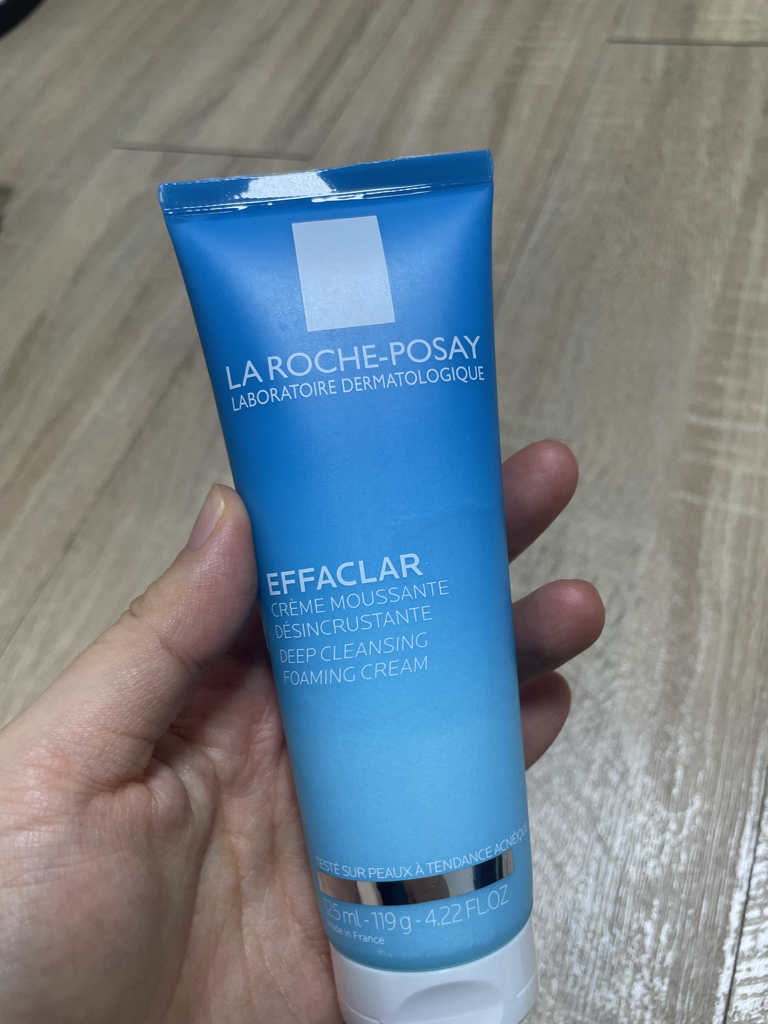 LA ROCHE-POSAY
LABORATOIRE DERMATOLOGIQUE
EFFACLAR
CRÈME MOUSSANTE
DÉSINCRUSTANTE
DEEP CLEANSING
FOAMING CREAM
TESTÉ SUR PEAUX À TENDANCE ACNÉIQUE
125 ml - 119 g - 4.22 FL.OZ
Made in France